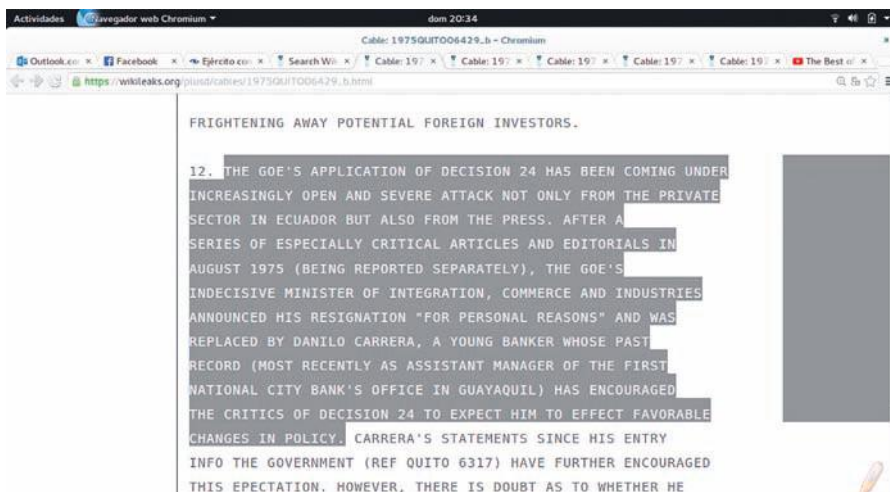 Actividades Navegador web Chromium dom 20:34
Cable: 1975QUITO06429_b - Chromium
Outlook.co Facebook Ejército co Search Wi Cable: 197 Cable: 197 Cable: 197 Cable: 197 Cable: 197 The Best of
https://wikileaks.org/plusd/cables/1975QUITO06429_b.html
FRIGHTENING AWAY POTENTIAL FOREIGN INVESTORS.
12. THE GOE'S APPLICATION OF DECISION 24 HAS BEEN COMING UNDER
INCREASINGLY OPEN AND SEVERE ATTACK NOT ONLY FROM THE PRIVATE
SECTOR IN ECUADOR BUT ALSO FROM THE PRESS. AFTER A
SERIES OF ESPECIALLY CRITICAL ARTICLES AND EDITORIALS IN
AUGUST 1975 (BEING REPORTED SEPARATELY), THE GOE'S
INDECISIVE MINISTER OF INTEGRATION, COMMERCE AND INDUSTRIES
ANNOUNCED HIS RESIGNATION "FOR PERSONAL REASONS" AND WAS
REPLACED BY DANILO CARRERA, A YOUNG BANKER WHOSE PAST
RECORD (MOST RECENTLY AS ASSISTANT MANAGER OF THE FIRST
NATIONAL CITY BANK'S OFFICE IN GUAYAQUIL) HAS ENCOURAGED
THE CRITICS OF DECISION 24 TO EXPECT HIM TO EFFECT FAVORABLE
CHANGES IN POLICY. CARRERA'S STATEMENTS SINCE HIS ENTRY
INFO THE GOVERNMENT (REF QUITO 6317) HAVE FURTHER ENCOURAGED
THIS EPECTATION. HOWEVER, THERE IS DOUBT AS TO WHETHER HE